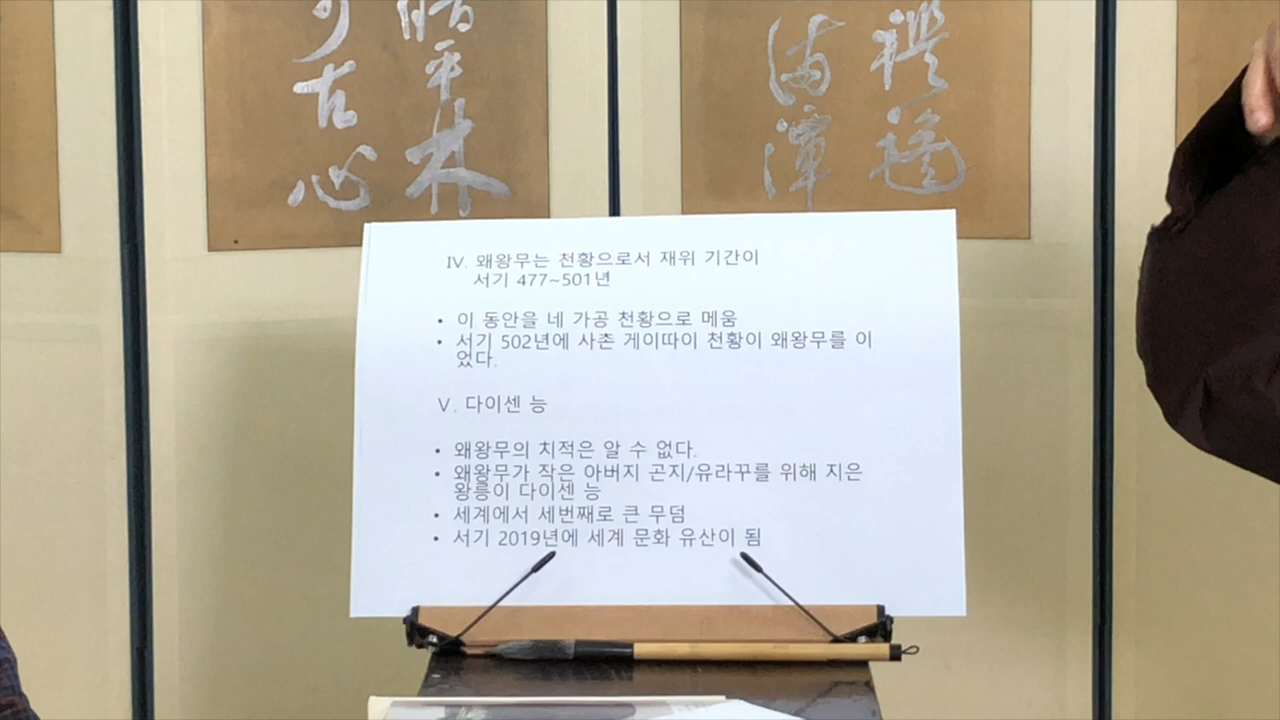 古心
平林
滿潭
IV. 왜왕무는 천황으로서 재위 기간이
서기 477~501년
• 이 동안을 네 가공 천황으로 메움
• 서기 502년에 사촌 게이따이 천황이 왜왕무를 이
었다.
V. 다이센 능
• 왜왕무의 치적은 알 수 없다.
• 왜왕무가 작은 아버지 곤지/유라꾸를 위해 지은
왕릉이 다이센 능
• 세계에서 세번째로 큰 무덤
• 서기 2019년에 세계 문화 유산이 됨